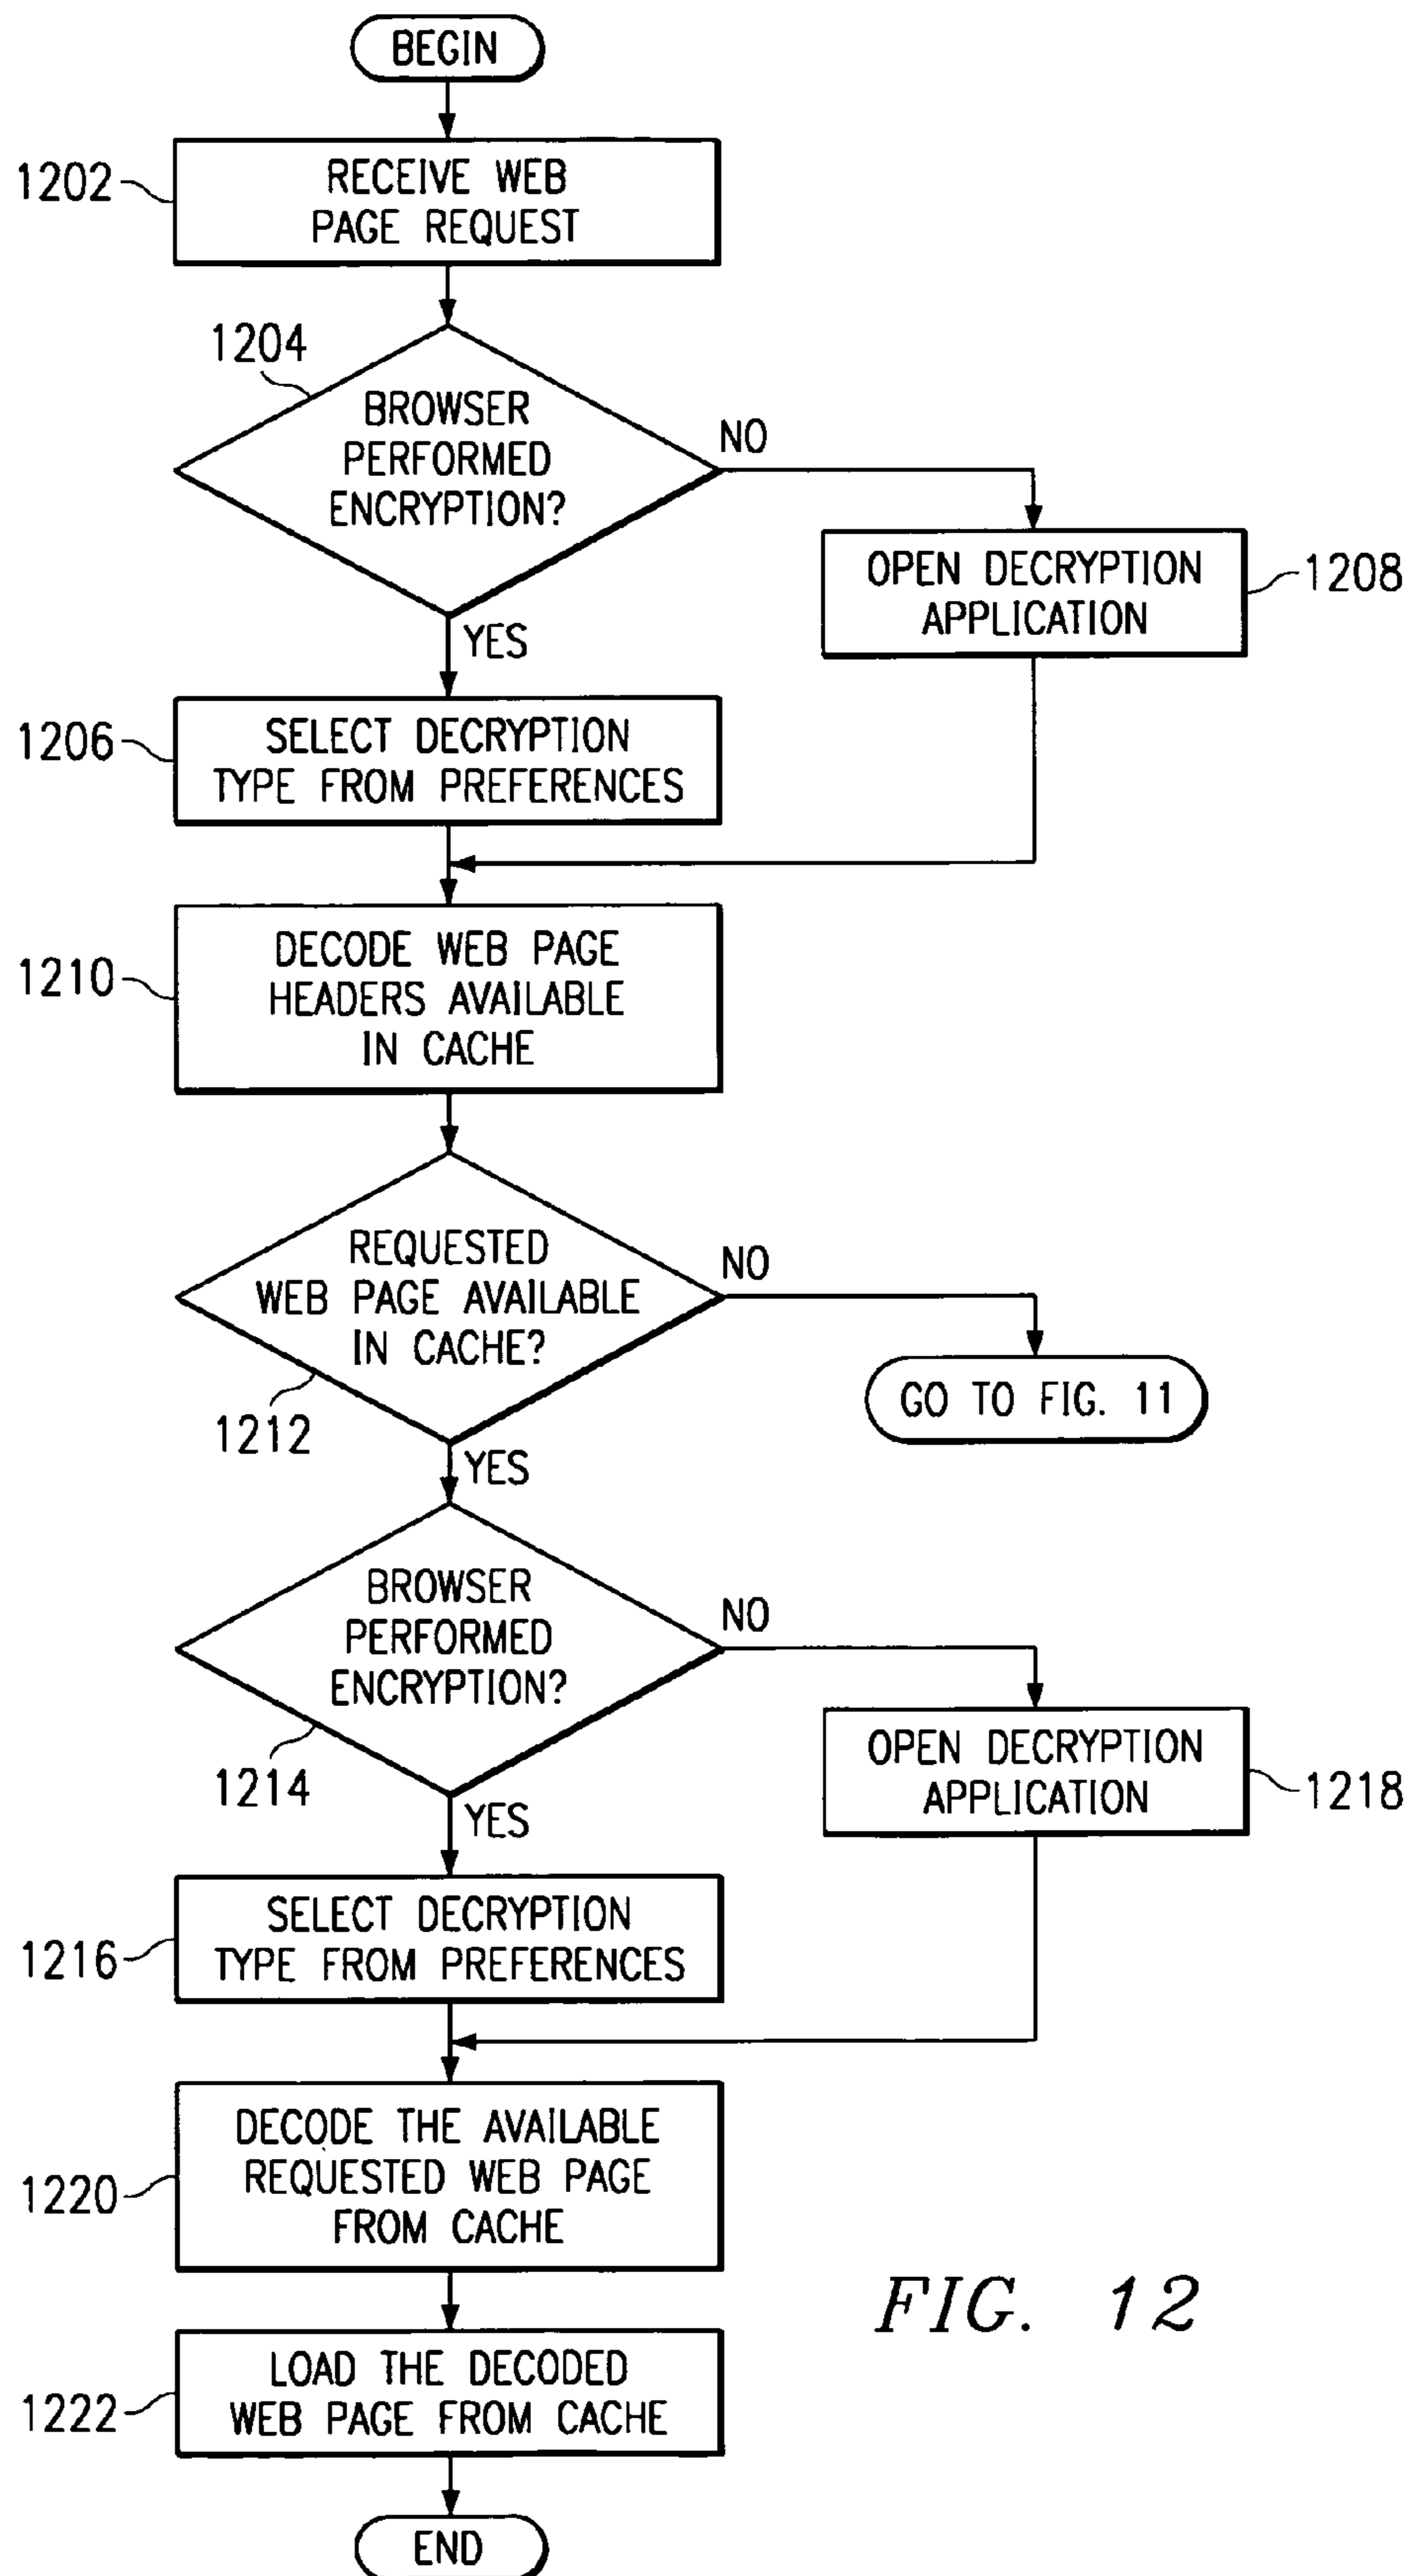 BEGIN
1202
RECEIVE WEB
PAGE REQUEST
1204
BROWSER
PERFORMED
ENCRYPTION?
NO
YES
OPEN DECRYPTION
APPLICATION
1208
1206
SELECT DECRYPTION
TYPE FROM PREFERENCES
1210
DECODE WEB PAGE
HEADERS AVAILABLE
IN CACHE
REQUESTED
WEB PAGE AVAILABLE
IN CACHE?
1212
NO
GO TO FIG. 11
YES
BROWSER
PERFORMED
ENCRYPTION?
1214
NO
OPEN DECRYPTION
APPLICATION
1218
YES
1216
SELECT DECRYPTION
TYPE FROM PREFERENCES
1220
DECODE THE AVAILABLE
REQUESTED WEB PAGE
FROM CACHE
1222
LOAD THE DECODED
WEB PAGE FROM CACHE
END
FIG. 12